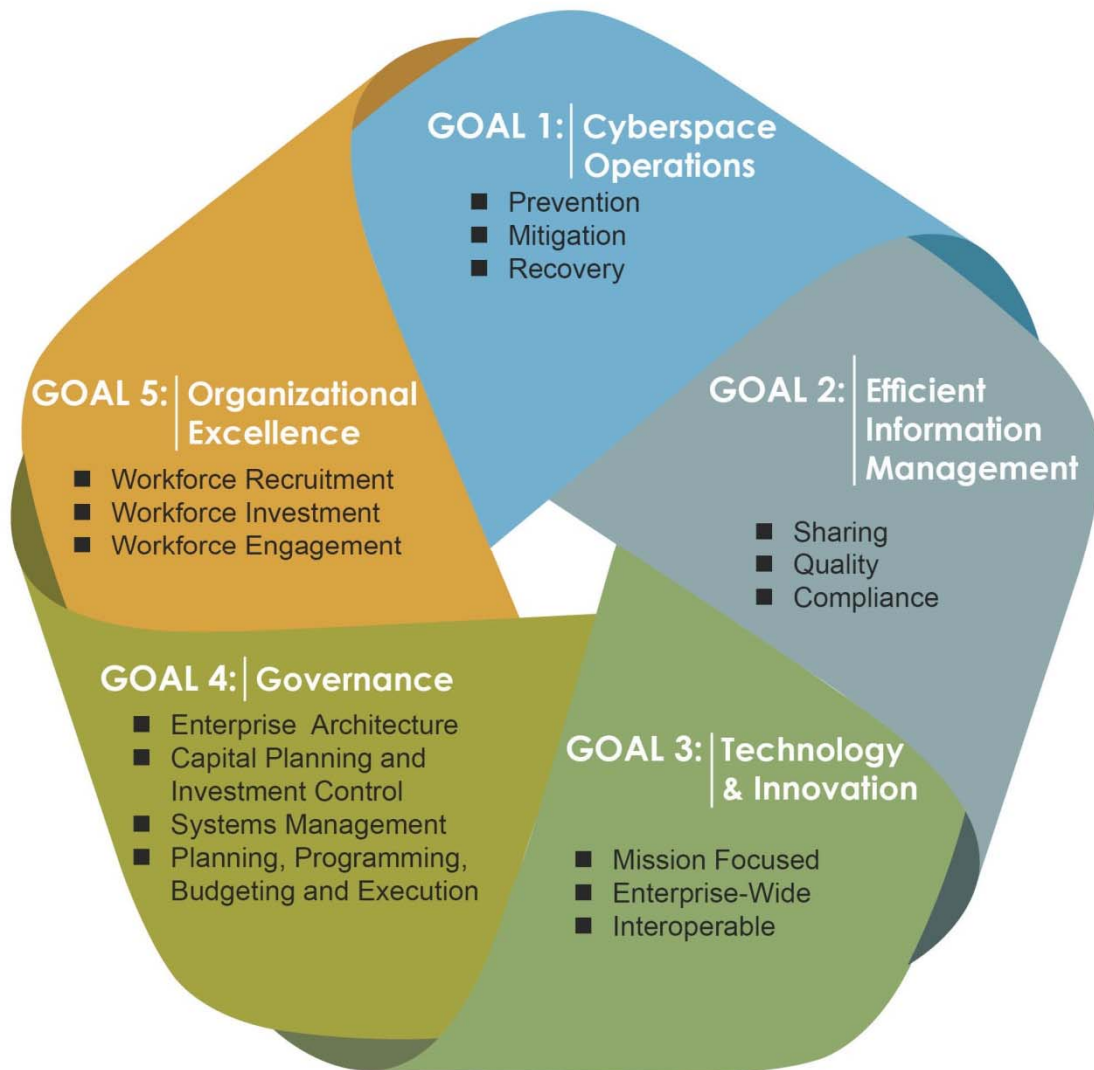 GOAL 1: Cyberspace
Operations
■ Prevention
■ Mitigation
■ Recovery
GOAL 2: Efficient
Information
Management
■ Sharing
■ Quality
■ Compliance
GOAL 3: Technology
& Innovation
■ Mission Focused
■ Enterprise-Wide
■ Interoperable
GOAL 4: Governance
■ Enterprise Architecture
■ Capital Planning and
Investment Control
■ Systems Management
■ Planning, Programming,
Budgeting and Execution
GOAL 5: Organizational
Excellence
■ Workforce Recruitment
■ Workforce Investment
■ Workforce Engagement